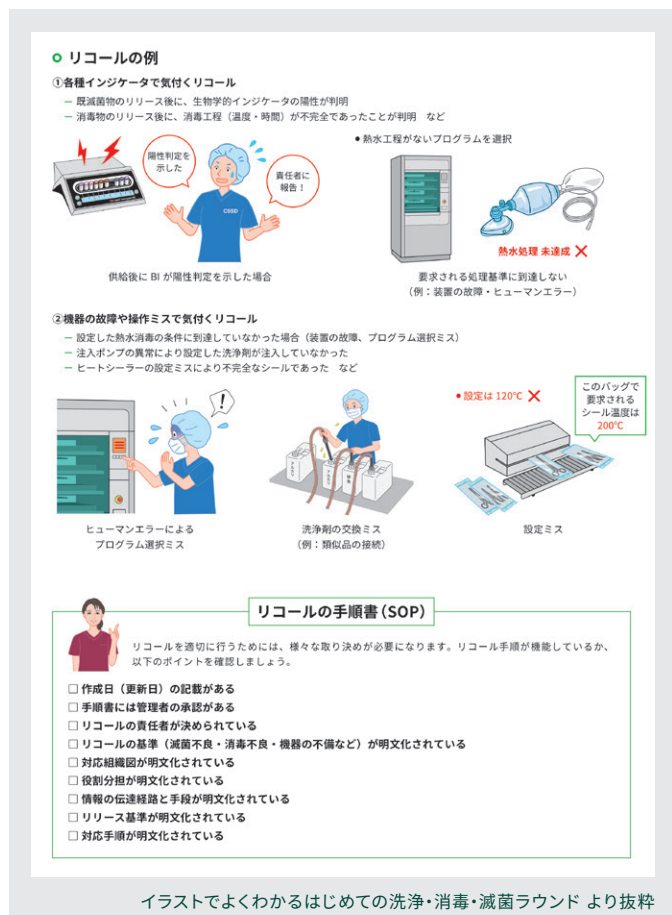 リコールの例
①各種インジケータで気付くリコール
― 既滅菌物のリリース後に、生物学的インジケータの陽性が判明
― 消毒物のリリース後に、消毒工程（温度・時間）が不完全であったことが判明　など
● 熱水工程がないプログラムを選択
陽性判定を
示した
責任者に
報告！
CSSD
熱水処理 未達成 ×
供給後に BI が陽性判定を示した場合
要求される処理基準に到達しない
（例：装置の故障・ヒューマンエラー）
②機器の故障や操作ミスで気付くリコール
― 設定した熱水消毒の条件に到達していなかった場合（装置の故障、プログラム選択ミス）
― 注入ポンプの異常により設定した洗浄剤が注入していなかった
― ヒートシーラーの設定ミスにより不完全なシールであった　など
!
● 設定は 120℃ ×
このバッグで
要求される
シール温度は
200℃
ヒューマンエラーによる
プログラム選択ミス
洗浄剤の交換ミス
（例：類似品の接続）
設定ミス
リコールの手順書（SOP）
リコールを適切に行うためには、様々な取り決めが必要になります。リコール手順が機能しているか、
以下のポイントを確認しましょう。
□ 作成日（更新日）の記載がある
□ 手順書には管理者の承認がある
□ リコールの責任者が決められている
□ リコールの基準（滅菌不良・消毒不良・機器の不備など）が明文化されている
□ 対応組織図が明文化されている
□ 役割分担が明文化されている
□ 情報の伝達経路と手段が明文化されている
□ リリース基準が明文化されている
□ 対応手順が明文化されている
イラストでよくわかるはじめての洗浄・消毒・滅菌ラウンド より抜粋